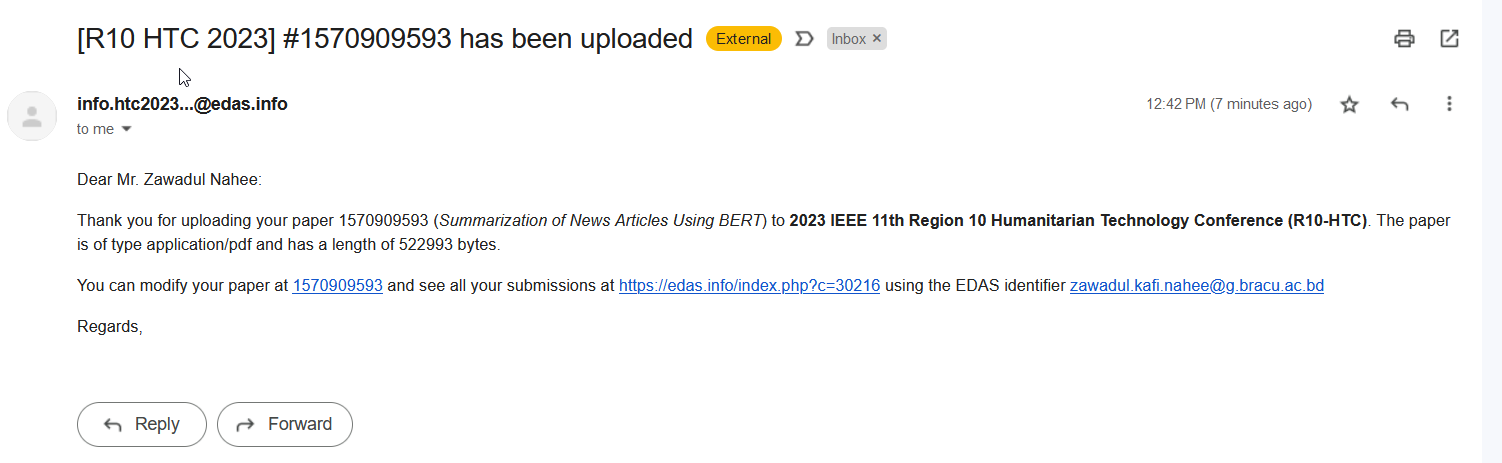 [R10 HTC 2023] #1570909593 has been uploaded External Inbox ×
info.htc2023...@edas.info 12:42 PM (7 minutes ago)
to me
Dear Mr. Zawadul Nahee:
Thank you for uploading your paper 1570909593 (Summarization of News Articles Using BERT) to 2023 IEEE 11th Region 10 Humanitarian Technology Conference (R10-HTC). The paper
is of type application/pdf and has a length of 522993 bytes.
You can modify your paper at 1570909593 and see all your submissions at https://edas.info/index.php?c=30216 using the EDAS identifier zawadul.kafi.nahee@g.bracu.ac.bd
Regards,
Reply Forward